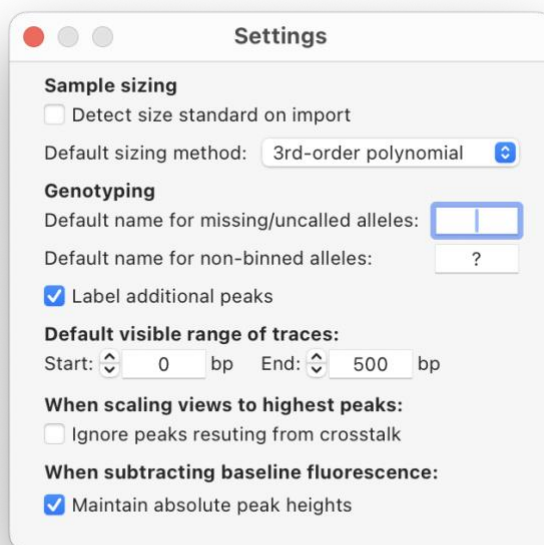 Settings
Sample sizing
Detect size standard on import
Default sizing method: 3rd-order polynomial
Genotyping
Default name for missing/uncalled alleles:
Default name for non-binned alleles: ?
Label additional peaks
Default visible range of traces:
Start: 0 bp End: 500 bp
When scaling views to highest peaks:
Ignore peaks resuting from crosstalk
When subtracting baseline fluorescence:
Maintain absolute peak heights